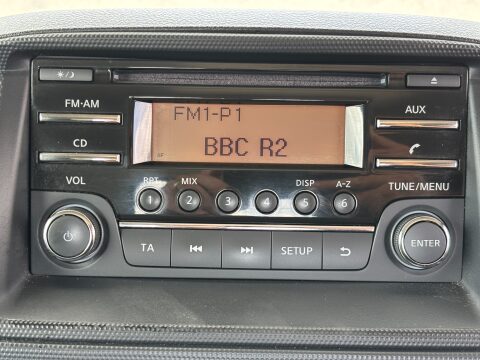 FM·AM
FM1-P1
AUX
AF
BBC R2
CD
VOL
RPT
MIX
DISP
A-Z
TUNE/MENU
1
2
3
4
5
6
TA
SETUP
ENTER